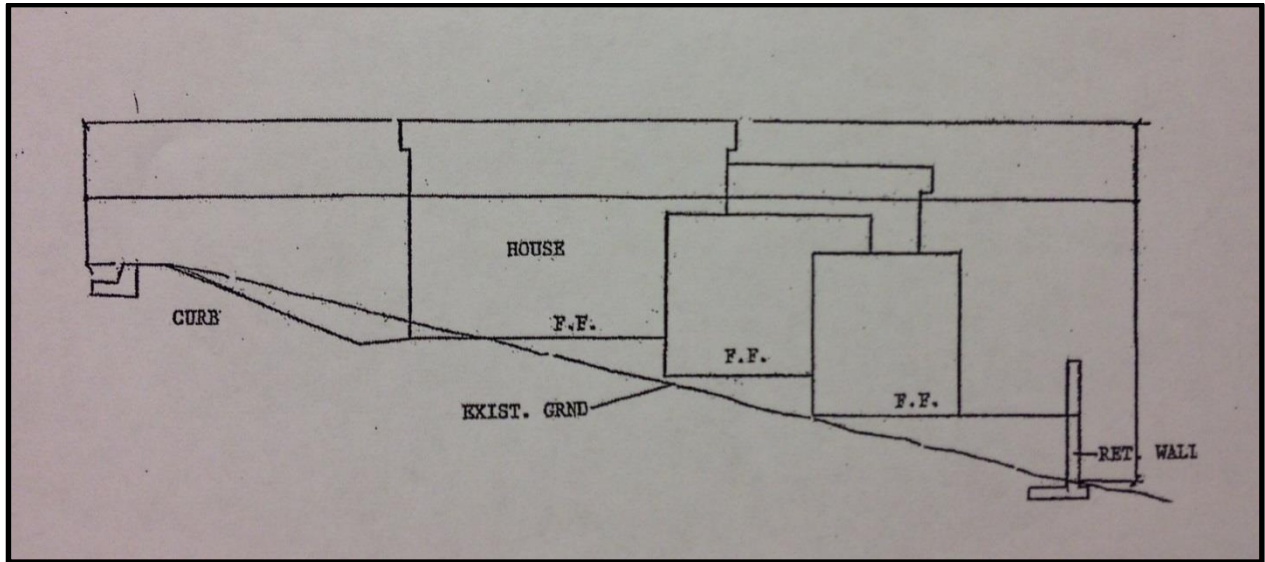 HOUSE
CURB
F.F.
F.F.
EXIST. GRND
F.F.
RET. WALL